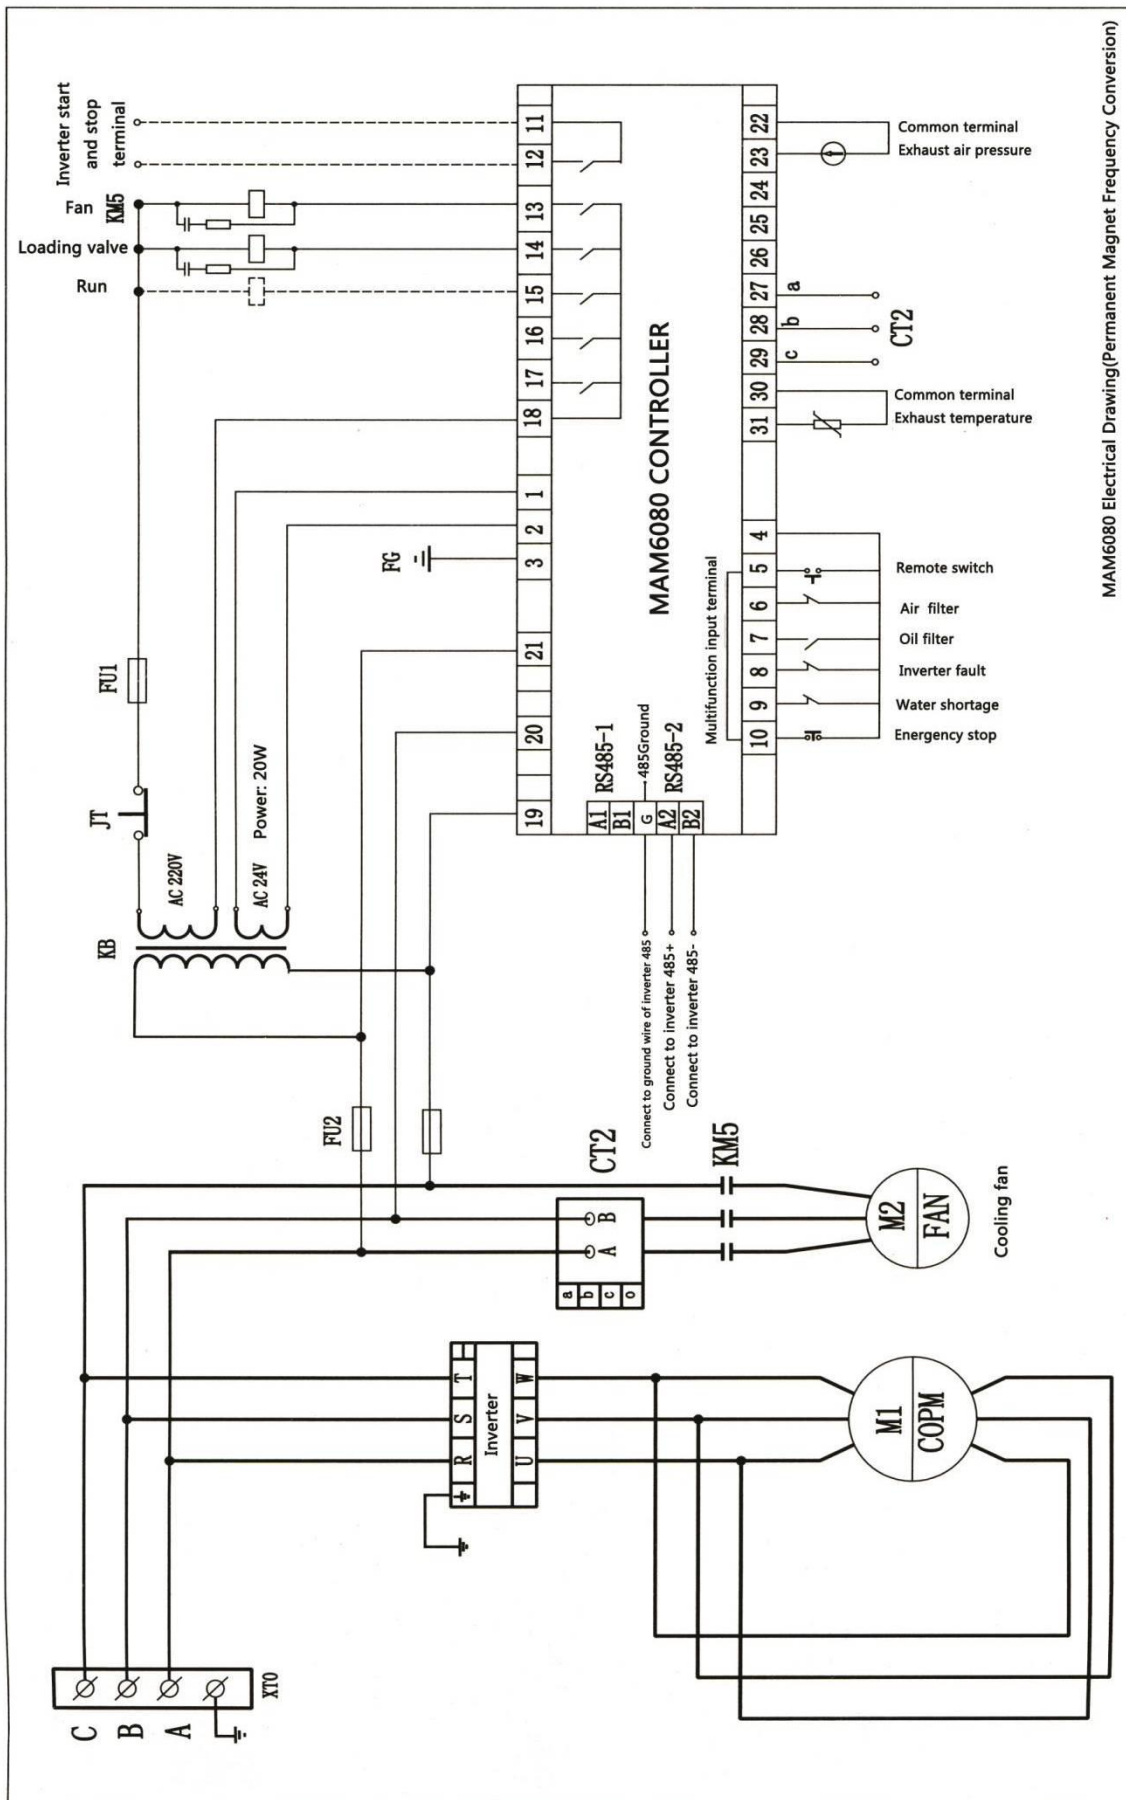 MAM6080 Electrical Drawing(Permanent Magnet Frequency Conversion)
Inverter start
and stop
terminal
Fan
KM5
Loading valve
Run
FU1
JT
KB
AC 220V
AC 24V
Power: 20W
FG
11
12
13
14
15
16
17
18
1
2
3
21
20
19
MAM6080 CONTROLLER
22
23
24
25
26
27
28
29
30
31
4
5
6
7
8
9
10
Common terminal
Exhaust air pressure
a
b
c
CT2
Common terminal
Exhaust temperature
Multifunction input terminal
Remote switch
Air filter
Oil filter
Inverter fault
Water shortage
Emergency stop
A1
B1
G
A2
B2
RS485-1
485Ground
RS485-2
Connect to ground wire of inverter 485
Connect to inverter 485+
Connect to inverter 485-
FU2
CT2
A
B
a
b
c
o
KM5
M2
FAN
Cooling fan
R
S
T
Inverter
U
V
W
M1
COPM
C
B
A
XT0